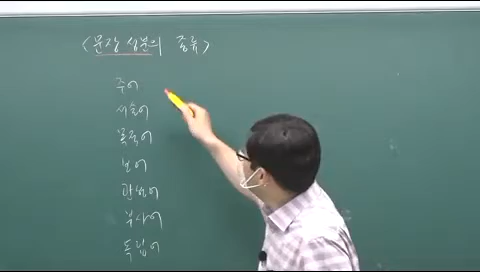 <문장 성분의 종류>
주어
서술어
목적어
보어
관형어
부사어
독립어